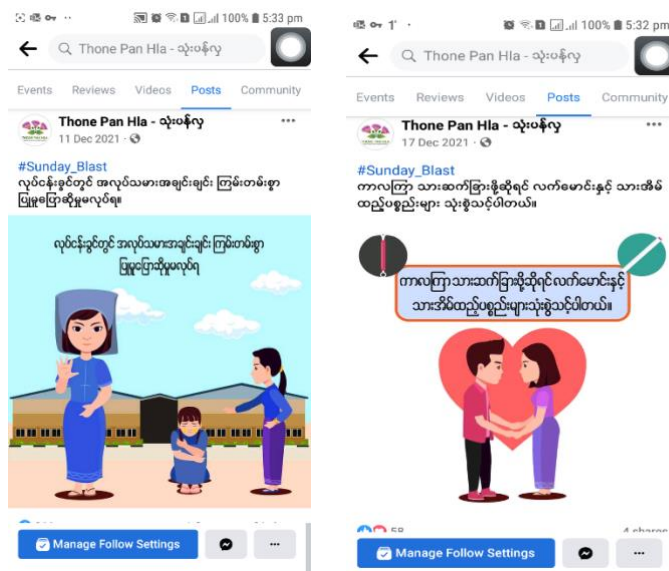 100% 5:33 pm
Thone Pan Hla - သုံးပန်လှ
Events Reviews Videos Posts Community
Thone Pan Hla - သုံးပန်လှ
11 Dec 2021 ·
#Sunday_Blast
လုပ်ငန်းခွင်တွင် အလုပ်သမားအချင်းချင်း ကြမ်းတမ်းစွာ
ပြုမူပြောဆိုမှုမလုပ်ရ။
လုပ်ငန်းခွင်တွင် အလုပ်သမားအချင်းချင်း ကြမ်းတမ်းစွာ
ပြုမူပြောဆိုမှုမလုပ်ရ
Manage Follow Settings
100% 5:32 pm
Thone Pan Hla - သုံးပန်လှ
Events Reviews Videos Posts Community
Thone Pan Hla - သုံးပန်လှ
17 Dec 2021 ·
#Sunday_Blast
ကာလကြာ သားဆက်ခြားဖို့ဆိုရင် လက်မောင်းနှင့် သားအိမ်
ထည့်ပစ္စည်းများ သုံးစွဲသင့်ပါတယ်။
ကာလကြာသားဆက်ခြားဖို့ဆိုရင်လက်မောင်းနှင့်
သားအိမ်ထည့်ပစ္စည်းများသုံးစွဲသင့်ပါတယ်။
58 4 shares
Manage Follow Settings